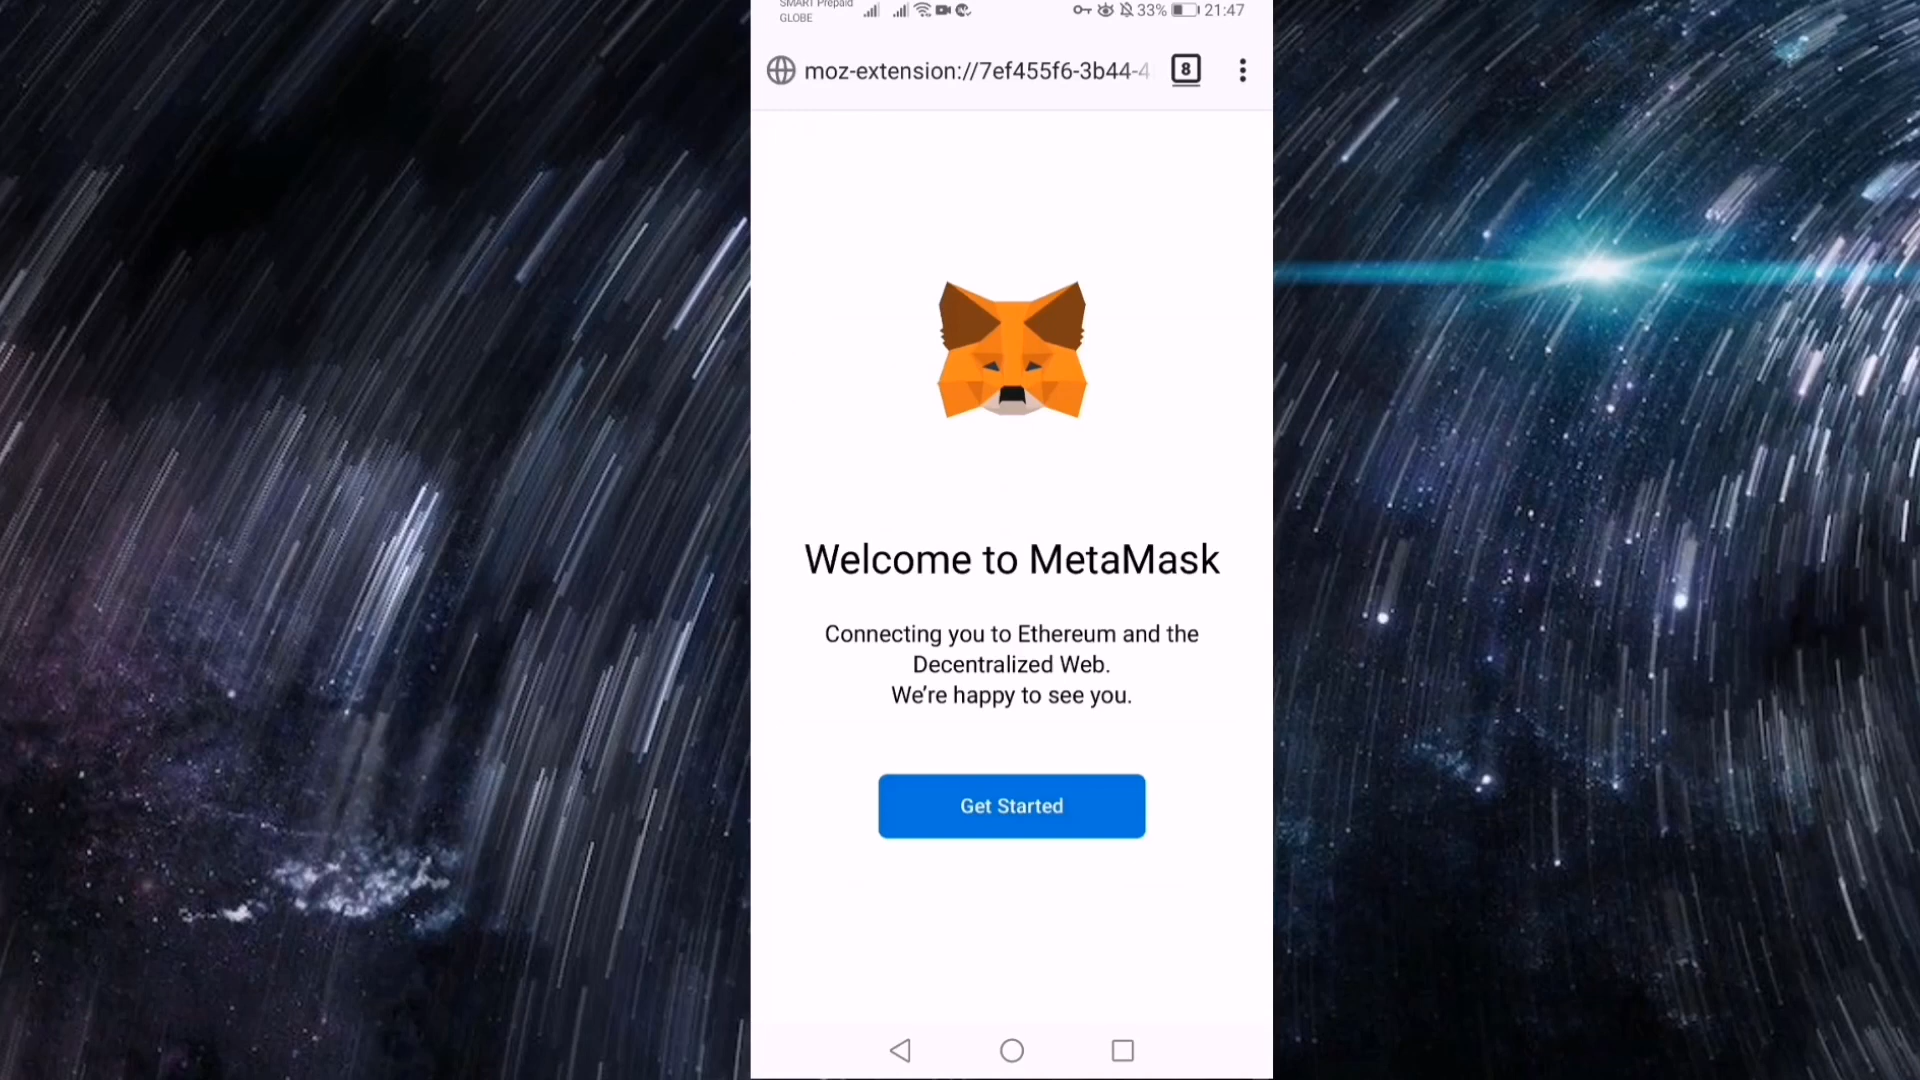 SMART Prepaid
GLOBE
33%
21:47
moz-extension://7ef455f6-3b44-4
8
Welcome to MetaMask
Connecting you to Ethereum and the
Decentralized Web.
We're happy to see you.
Get Started